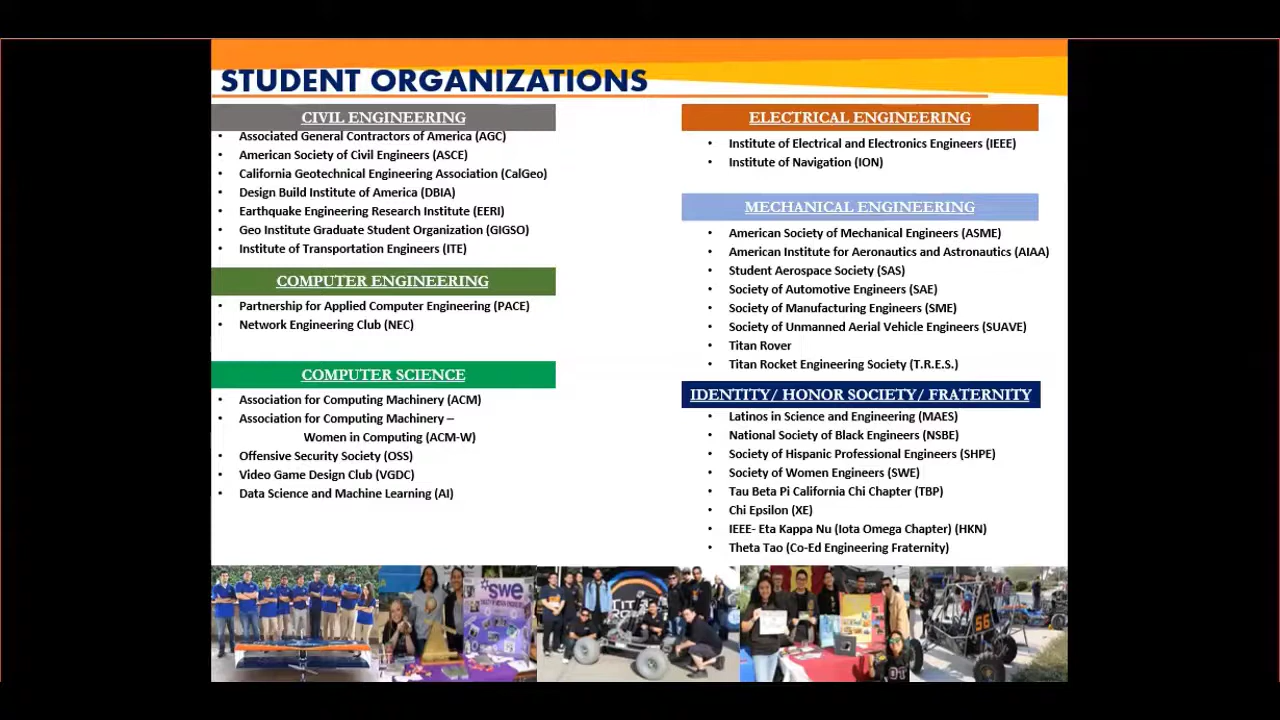 STUDENT ORGANIZATIONS
CIVIL ENGINEERING
• Associated General Contractors of America (AGC)
• American Society of Civil Engineers (ASCE)
• California Geotechnical Engineering Association (CalGeo)
• Design Build Institute of America (DBIA)
• Earthquake Engineering Research Institute (EERI)
• Geo Institute Graduate Student Organization (GIGSO)
• Institute of Transportation Engineers (ITE)
COMPUTER ENGINEERING
• Partnership for Applied Computer Engineering (PACE)
• Network Engineering Club (NEC)
COMPUTER SCIENCE
• Association for Computing Machinery (ACM)
• Association for Computing Machinery –
Women in Computing (ACM-W)
• Offensive Security Society (OSS)
• Video Game Design Club (VGDC)
• Data Science and Machine Learning (AI)
ELECTRICAL ENGINEERING
• Institute of Electrical and Electronics Engineers (IEEE)
• Institute of Navigation (ION)
MECHANICAL ENGINEERING
• American Society of Mechanical Engineers (ASME)
• American Institute for Aeronautics and Astronautics (AIAA)
• Student Aerospace Society (SAS)
• Society of Automotive Engineers (SAE)
• Society of Manufacturing Engineers (SME)
• Society of Unmanned Aerial Vehicle Engineers (SUAVE)
• Titan Rover
• Titan Rocket Engineering Society (T.R.E.S.)
IDENTITY/ HONOR SOCIETY/ FRATERNITY
• Latinos in Science and Engineering (MAES)
• National Society of Black Engineers (NSBE)
• Society of Hispanic Professional Engineers (SHPE)
• Society of Women Engineers (SWE)
• Tau Beta Pi California Chi Chapter (TBP)
• Chi Epsilon (XE)
• IEEE- Eta Kappa Nu (Iota Omega Chapter) (HKN)
• Theta Tao (Co-Ed Engineering Fraternity)
swe
56